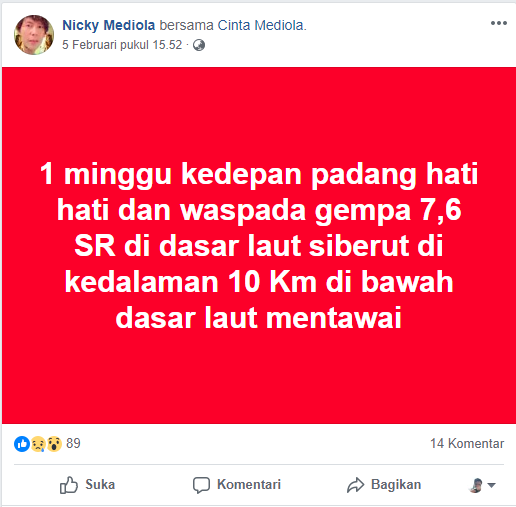 Nicky Mediola bersama Cinta Mediola.
5 Februari pukul 15.52 ·
1 minggu kedepan padang hati
hati dan waspada gempa 7,6
SR di dasar laut siberut di
kedalaman 10 Km di bawah
dasar laut mentawai
89 14 Komentar
Suka Komentari Bagikan